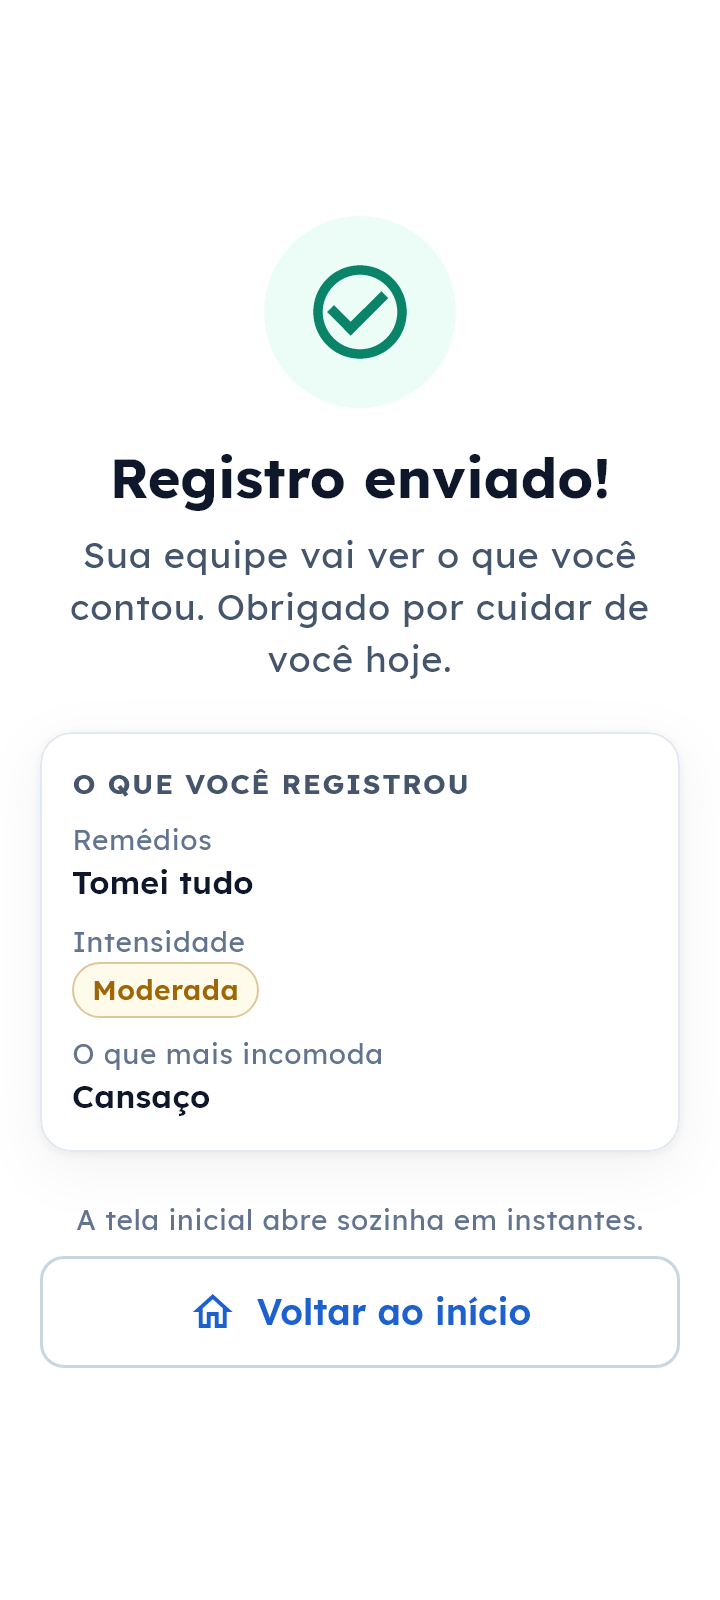 Registro enviado!
Sua equipe vai ver o que você
contou. Obrigado por cuidar de
você hoje.
O QUE VOCÊ REGISTROU
Remédios
Tomei tudo
Intensidade
Moderada
O que mais incomoda
Cansaço
A tela inicial abre sozinha em instantes.
Voltar ao início